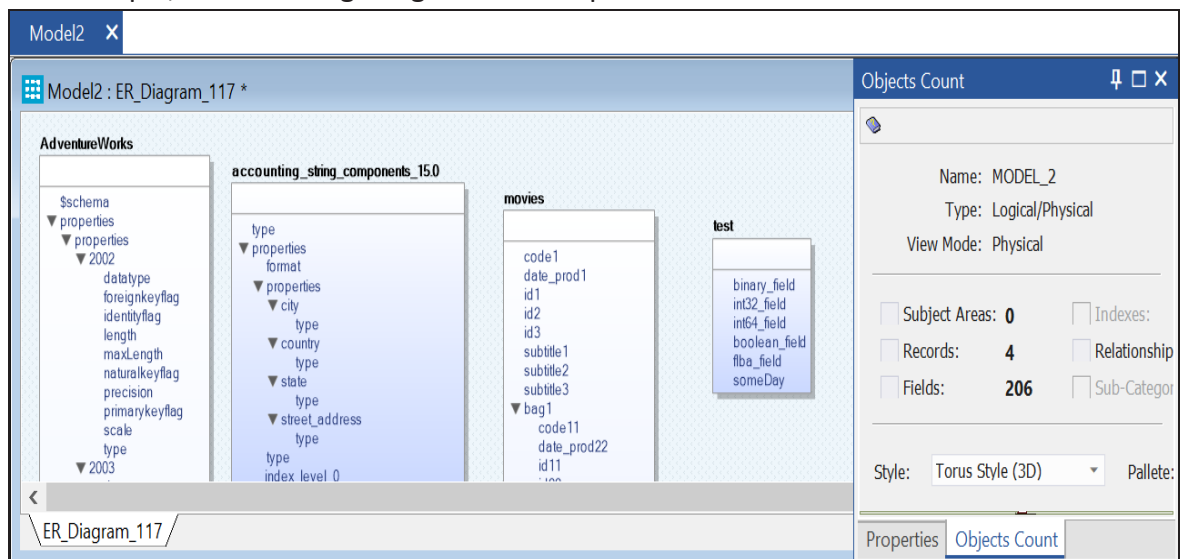 Model2 X
Model2 : ER_Diagram_117 *
AdventureWorks
$schema
properties
properties
2002
datatype
foreignkeyflag
identityflag
length
maxLength
naturalkeyflag
precision
primarykeyflag
scale
type
2003
accounting_string_components_15.0
type
properties
format
properties
city
type
country
type
state
type
street_address
type
type
index_level_0
movies
code1
date_prod1
id1
id2
id3
subtitle1
subtitle2
subtitle3
bag1
code11
date_prod22
id11
test
binary_field
int32_field
int64_field
boolean_field
flba_field
someDay
ER_Diagram_117
Objects Count
Name: MODEL_2
Type: Logical/Physical
View Mode: Physical
Subject Areas: 0 Indexes:
Records: 4 Relationship
Fields: 206 Sub-Categor
Style: Torus Style (3D) Pallete:
Properties Objects Count